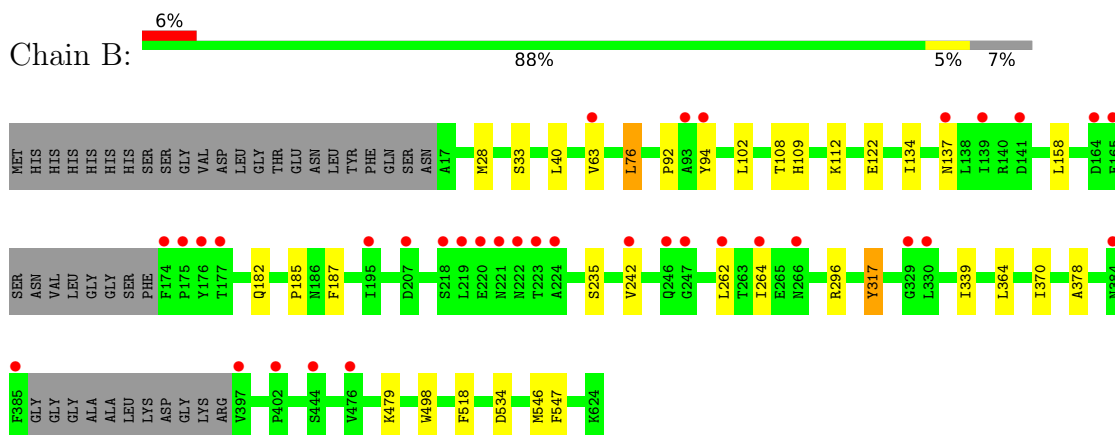 6%
Chain B:
88% 5% 7%
MET HIS HIS HIS HIS HIS HIS SER SER GLY VAL ASP LEU GLY THR GLU ASN LEU TYR PHE GLN SER ASN A17 M28 S33 L40 V63 L76 P92 A93 Y94 L102 T108 H109 K112 E122 I134 N137 L138 I139 R140 D141 L158 D164 E165
SER ASN VAL LEU GLY GLY SER PHE F174 P175 Y176 T177 Q182 P185 N186 F187 I195 D207 S218 L219 E220 N221 N222 T223 A224 S235 V242 Q246 G247 L262 T263 I264 E265 N266 R296 Y317 G329 L330 I339 L364 I370 A378 N384
F385 GLY GLY GLY ALA ALA LEU LYS ASP GLY LYS ARG V397 P402 S444 V476 K479 W498 F518 D534 M546 F547 K624